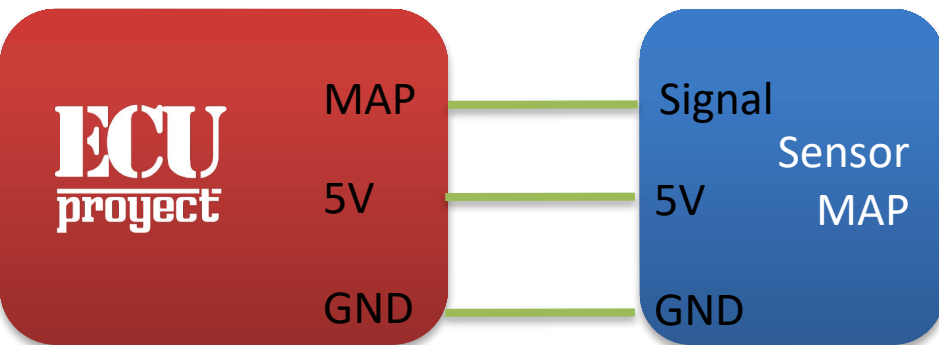 ECU
proyect
MAP
5V
GND
Signal
5V
GND
Sensor
MAP